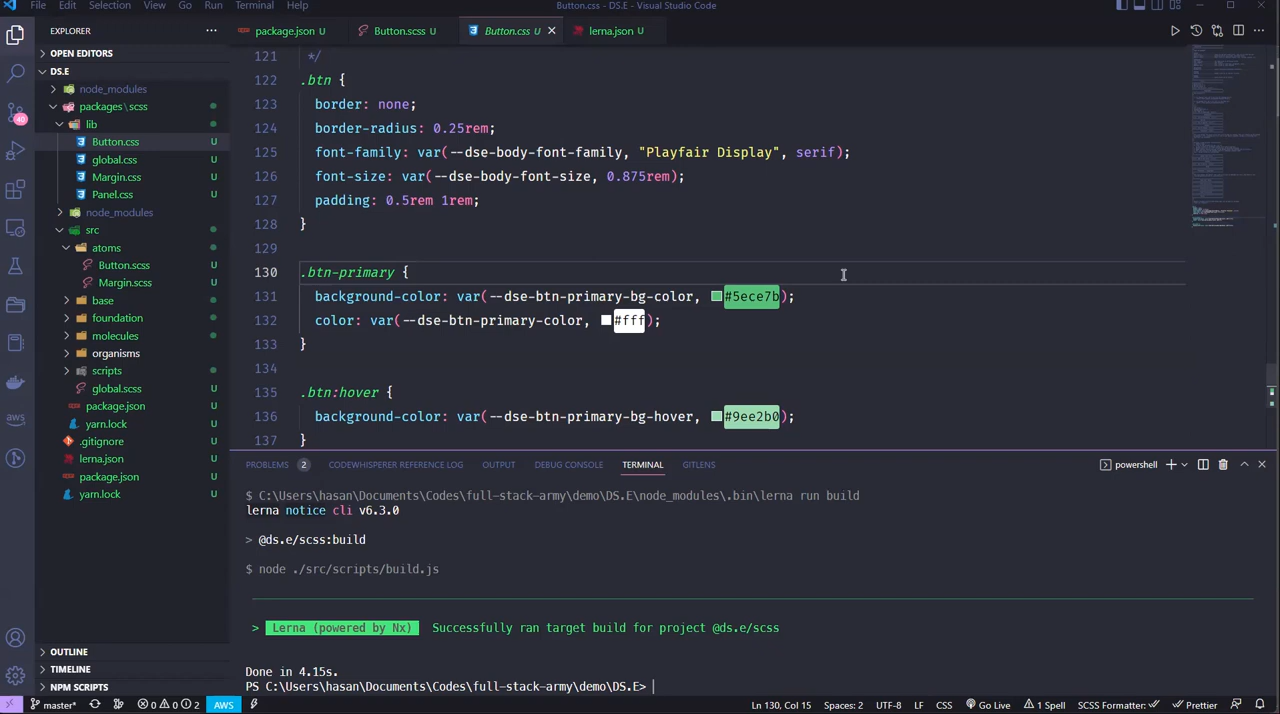 File Edit Selection View Go Run Terminal Help
Button.css - DS.E - Visual Studio Code
EXPLORER
OPEN EDITORS
DS.E
node_modules
packages\scss
lib
Button.css U
global.css U
Margin.css U
Panel.css U
node_modules
src
atoms
Button.scss U
Margin.scss U
base
foundation
molecules
organisms
scripts
global.scss U
package.json U
yarn.lock U
.gitignore U
lerna.json U
package.json U
yarn.lock U
OUTLINE
TIMELINE
NPM SCRIPTS
40
aws
package.json U
Button.scss U
Button.css U
lerna.json U
121 */
122 .btn {
123 border: none;
124 border-radius: 0.25rem;
125 font-family: var(--dse-body-font-family, "Playfair Display", serif);
126 font-size: var(--dse-body-font-size, 0.875rem);
127 padding: 0.5rem 1rem;
128 }
129
130 .btn-primary {
131 background-color: var(--dse-btn-primary-bg-color, #5ece7b);
132 color: var(--dse-btn-primary-color, #fff);
133 }
134
135 .btn:hover {
136 background-color: var(--dse-btn-primary-bg-hover, #9ee2b0);
137 }
PROBLEMS 2 CODEWHISPERER REFERENCE LOG OUTPUT DEBUG CONSOLE TERMINAL GITLENS
powershell
$ C:\Users\hasan\Documents\Codes\full-stack-army\demo\DS.E\node_modules\.bin\lerna run build
lerna notice cli v6.3.0
> @ds.e/scss:build
$ node ./src/scripts/build.js
> Lerna (powered by Nx) Successfully ran target build for project @ds.e/scss
Done in 4.15s.
PS C:\Users\hasan\Documents\Codes\full-stack-army\demo\DS.E>
master* 0 0 2 AWS
Ln 130, Col 15 Spaces: 2 UTF-8 LF CSS Go Live 1 Spell SCSS Formatter: Prettier